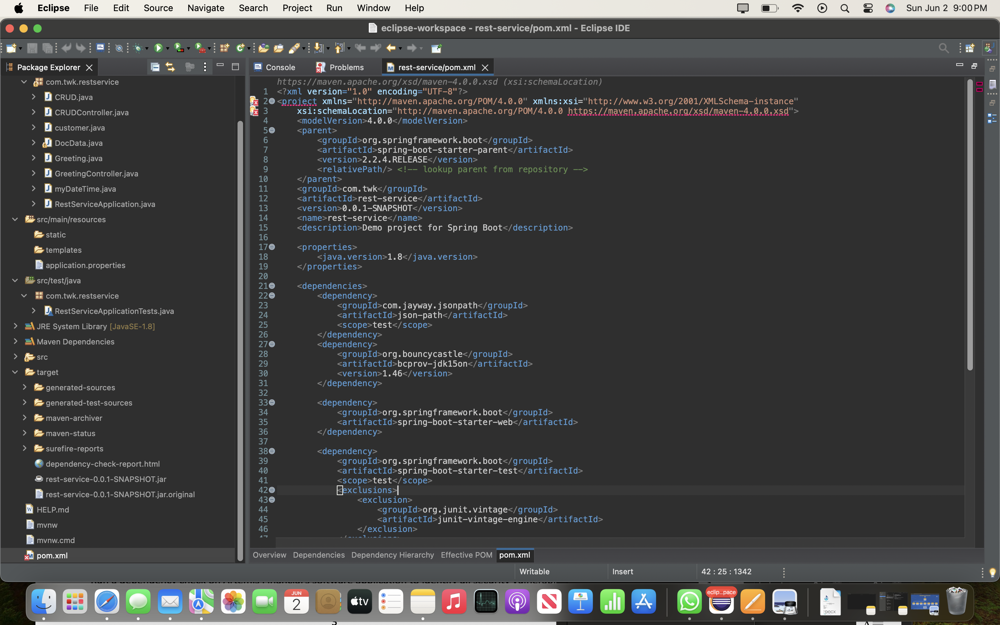 Eclipse File Edit Source Navigate Search Project Run Window Help Sun Jun 2 9:00 PM
eclipse-workspace - rest-service/pom.xml - Eclipse IDE
Package Explorer
com.twk.restservice
CRUD.java
CRUDController.java
customer.java
DocData.java
Greeting.java
GreetingController.java
myDateTime.java
RestServiceApplication.java
src/main/resources
static
templates
application.properties
src/test/java
com.twk.restservice
RestServiceApplicationTests.java
JRE System Library [JavaSE-1.8]
Maven Dependencies
src
target
generated-sources
generated-test-sources
maven-archiver
maven-status
surefire-reports
dependency-check-report.html
rest-service-0.0.1-SNAPSHOT.jar
rest-service-0.0.1-SNAPSHOT.jar.original
HELP.md
mvnw
mvnw.cmd
pom.xml
Console Problems rest-service/pom.xml
https://maven.apache.org/xsd/maven-4.0.0.xsd (xsi:schemaLocation)
1 <?xml version="1.0" encoding="UTF-8"?>
2 <project xmlns="http://maven.apache.org/POM/4.0.0" xmlns:xsi="http://www.w3.org/2001/XMLSchema-instance"
3 xsi:schemaLocation="http://maven.apache.org/POM/4.0.0 https://maven.apache.org/xsd/maven-4.0.0.xsd">
4 <modelVersion>4.0.0</modelVersion>
5 <parent>
6 <groupId>org.springframework.boot</groupId>
7 <artifactId>spring-boot-starter-parent</artifactId>
8 <version>2.2.4.RELEASE</version>
9 <relativePath/> <!-- lookup parent from repository -->
10 </parent>
11 <groupId>com.twk</groupId>
12 <artifactId>rest-service</artifactId>
13 <version>0.0.1-SNAPSHOT</version>
14 <name>rest-service</name>
15 <description>Demo project for Spring Boot</description>
16
17 <properties>
18 <java.version>1.8</java.version>
19 </properties>
20
21 <dependencies>
22 <dependency>
23 <groupId>com.jayway.jsonpath</groupId>
24 <artifactId>json-path</artifactId>
25 <scope>test</scope>
26 </dependency>
27 <dependency>
28 <groupId>org.bouncycastle</groupId>
29 <artifactId>bcprov-jdk15on</artifactId>
30 <version>1.46</version>
31 </dependency>
32
33 <dependency>
34 <groupId>org.springframework.boot</groupId>
35 <artifactId>spring-boot-starter-web</artifactId>
36 </dependency>
37
38 <dependency>
39 <groupId>org.springframework.boot</groupId>
40 <artifactId>spring-boot-starter-test</artifactId>
41 <scope>test</scope>
42 <exclusions>
43 <exclusion>
44 <groupId>org.junit.vintage</groupId>
45 <artifactId>junit-vintage-engine</artifactId>
46 </exclusion>
Overview Dependencies Dependency Hierarchy Effective POM pom.xml
Writable Insert 42 : 25 : 1342
JUN
2
tv
eclip...pace
DOCX